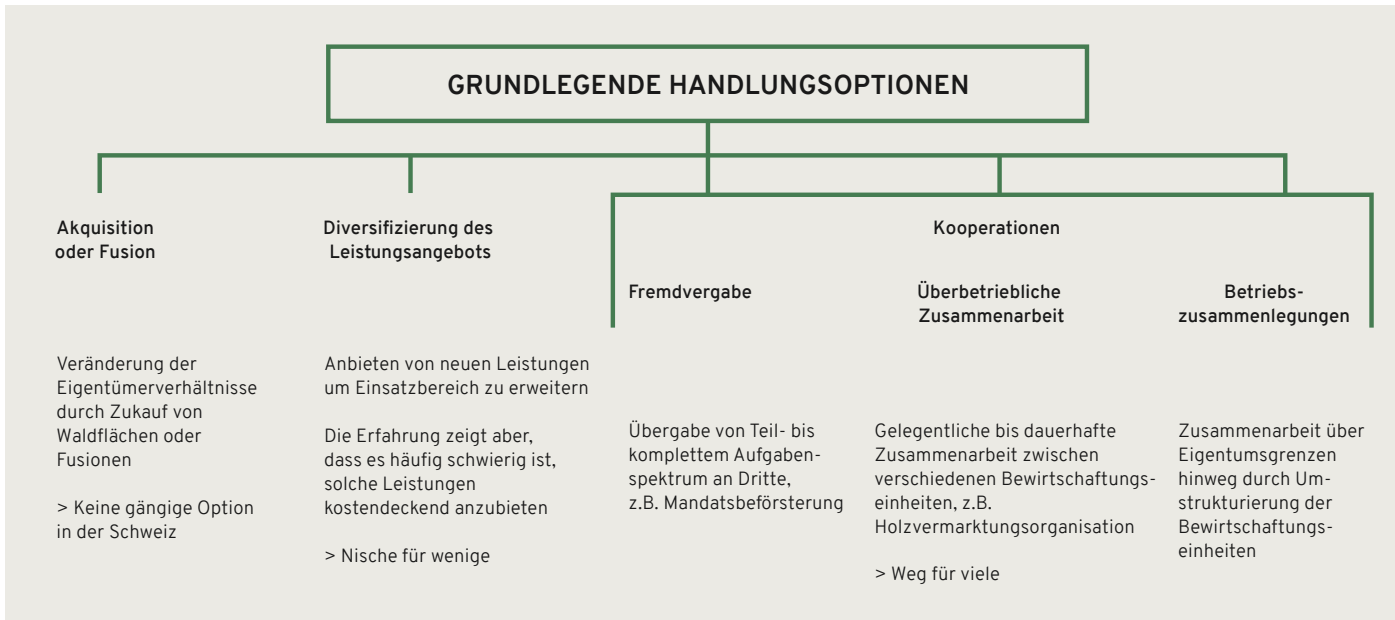 GRUNDLEGENDE HANDLUNGSOPTIONEN
Akquisition
oder Fusion
Veränderung der
Eigentümerverhältnisse
durch Zukauf von
Waldflächen oder
Fusionen
> Keine gängige Option
in der Schweiz
Diversifizierung des
Leistungsangebots
Anbieten von neuen Leistungen
um Einsatzbereich zu erweitern
Die Erfahrung zeigt aber,
dass es häufig schwierig ist,
solche Leistungen
kostendeckend anzubieten
> Nische für wenige
Kooperationen
Fremdvergabe
Übergabe von Teil- bis
komplettem Aufgaben-
spektrum an Dritte,
z.B. Mandatsbeförsterung
Überbetriebliche
Zusammenarbeit
Gelegentliche bis dauerhafte
Zusammenarbeit zwischen
verschiedenen Bewirtschaftungs-
einheiten, z.B.
Holzvermarktungsorganisation
> Weg für viele
Betriebs-
zusammenlegungen
Zusammenarbeit über
Eigentumsgrenzen
hinweg durch Um-
strukturierung der
Bewirtschaftungs-
einheiten